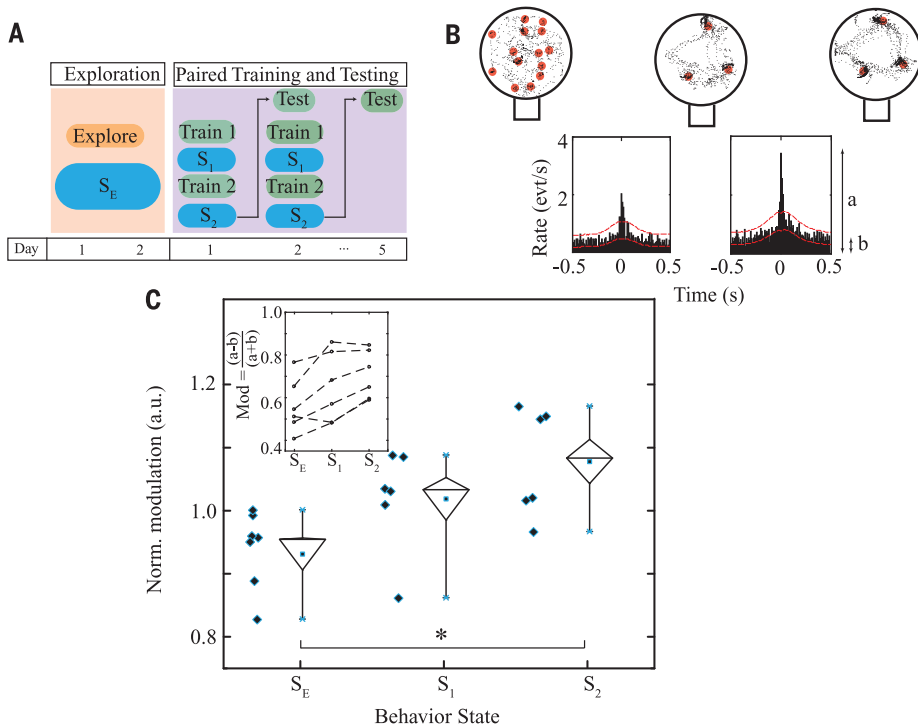 A
Exploration
Paired Training and Testing
Test
Test
Explore
Train 1
Train 1
S1
S1
SE
Train 2
Train 2
S2
S2
Day 1 2 1 2 ... 5
B
4
2
Rate (evt/s)
a
b
-0.5 0 0.5 -0.5 0 0.5
Time (s)
C
1.0
0.8
0.6
0.4
Mod = (a-b)/(a+b)
SE S1 S2
1.2
1.0
0.8
Norm. modulation (a.u.)
*
SE S1 S2
Behavior State